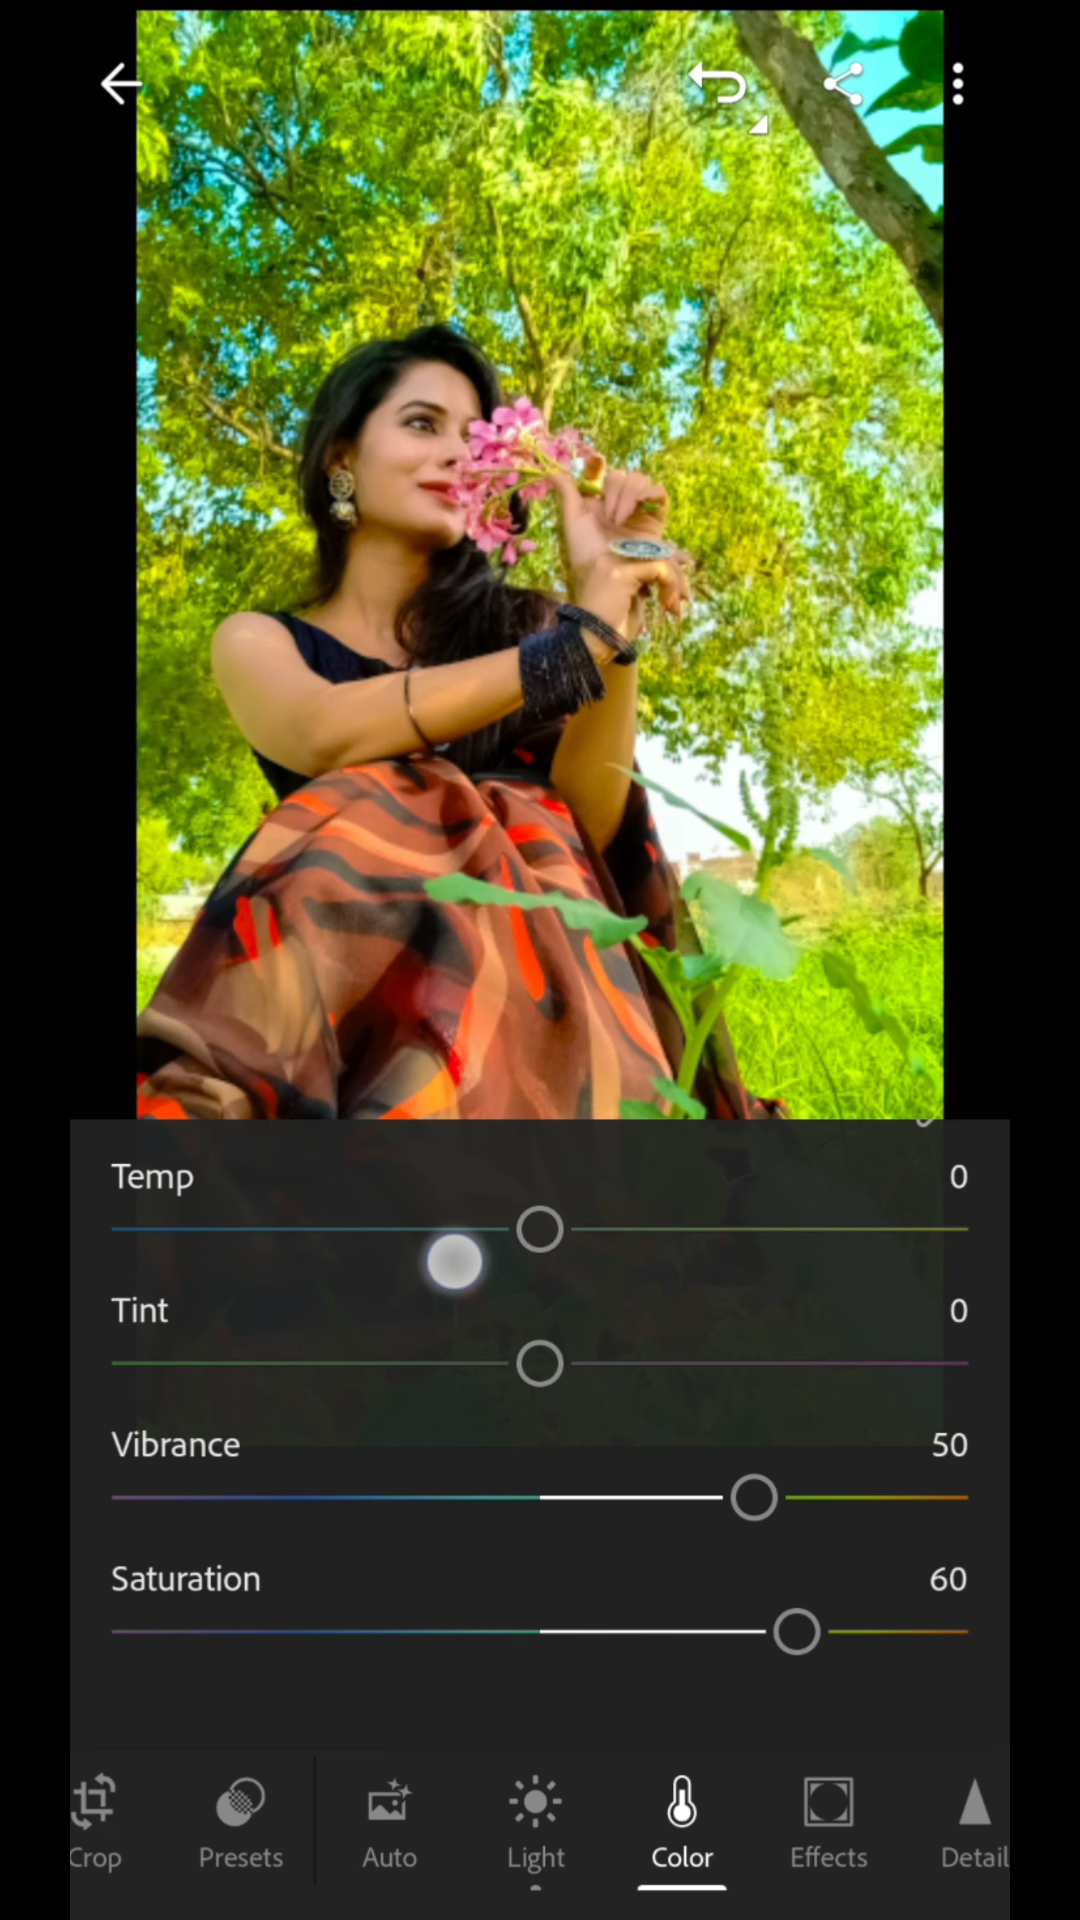 Temp 0
Tint 0
Vibrance 50
Saturation 60
Crop Presets Auto Light Color Effects Detail